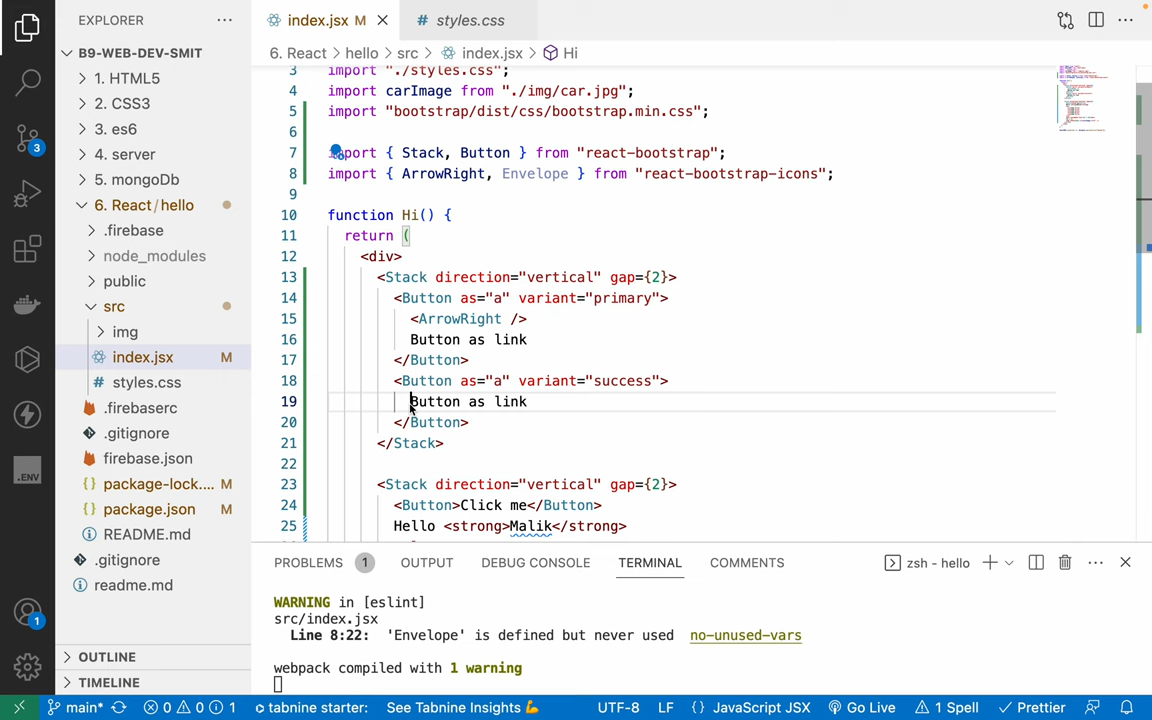 EXPLORER
index.jsx M
# styles.css
B9-WEB-DEV-SMIT
1. HTML5
2. CSS3
3. es6
4. server
5. mongoDb
6. React/hello
.firebase
node_modules
public
src
img
index.jsx M
# styles.css
.firebaserc
.gitignore
firebase.json
{} package-lock.... M
{} package.json M
README.md
.gitignore
readme.md
OUTLINE
TIMELINE
3
1
.ENV
6. React > hello > src > index.jsx > Hi
3 import "./styles.css";
4 import carImage from "./img/car.jpg";
5 import "bootstrap/dist/css/bootstrap.min.css";
6
7 import { Stack, Button } from "react-bootstrap";
8 import { ArrowRight, Envelope } from "react-bootstrap-icons";
9
10 function Hi() {
11 return (
12 <div>
13 <Stack direction="vertical" gap={2}>
14 <Button as="a" variant="primary">
15 <ArrowRight />
16 Button as link
17 </Button>
18 <Button as="a" variant="success">
19 Button as link
20 </Button>
21 </Stack>
22
23 <Stack direction="vertical" gap={2}>
24 <Button>Click me</Button>
25 Hello <strong>Malik</strong>
PROBLEMS 1 OUTPUT DEBUG CONSOLE TERMINAL COMMENTS zsh - hello
WARNING in [eslint]
src/index.jsx
Line 8:22: 'Envelope' is defined but never used no-unused-vars
webpack compiled with 1 warning
main* 0 0 1 tabnine starter: See Tabnine Insights 💪 UTF-8 LF {} JavaScript JSX Go Live 1 Spell Prettier